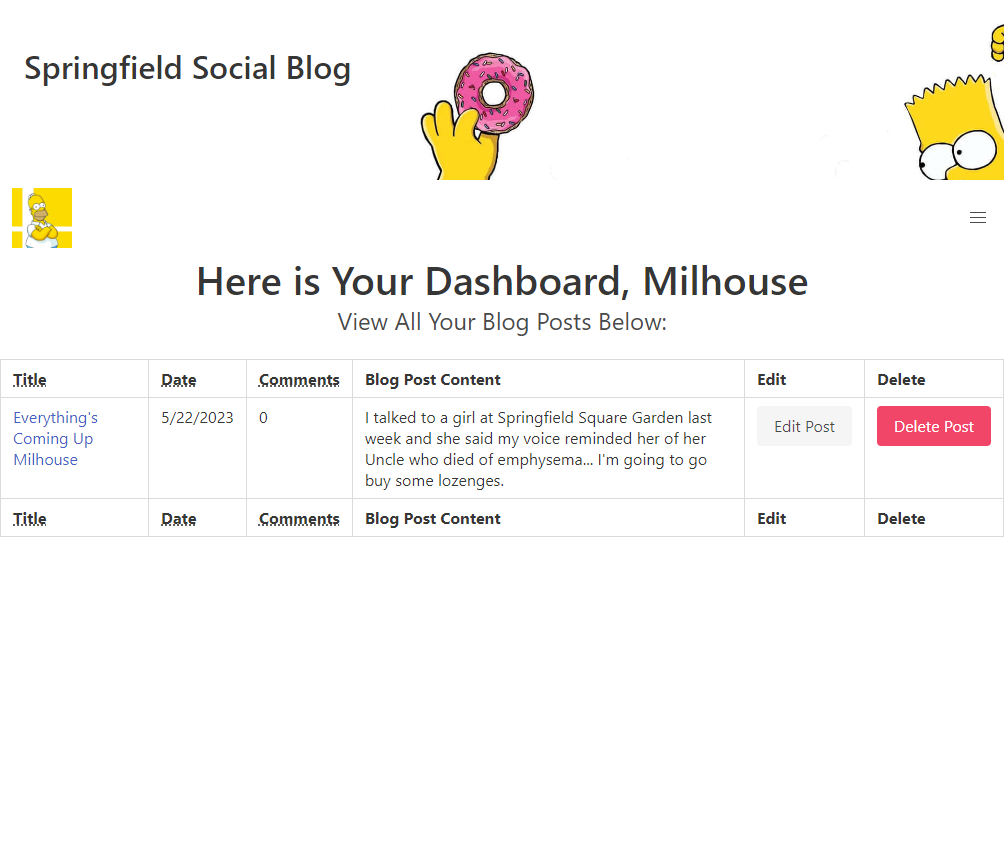 Springfield Social Blog
Here is Your Dashboard, Milhouse
View All Your Blog Posts Below:
Title Date Comments Blog Post Content Edit Delete
Everything's 5/22/2023 0 I talked to a girl at Springfield Square Garden last Edit Post Delete Post
Coming Up week and she said my voice reminded her of her
Milhouse Uncle who died of emphysema... I'm going to go
buy some lozenges.
Title Date Comments Blog Post Content Edit Delete